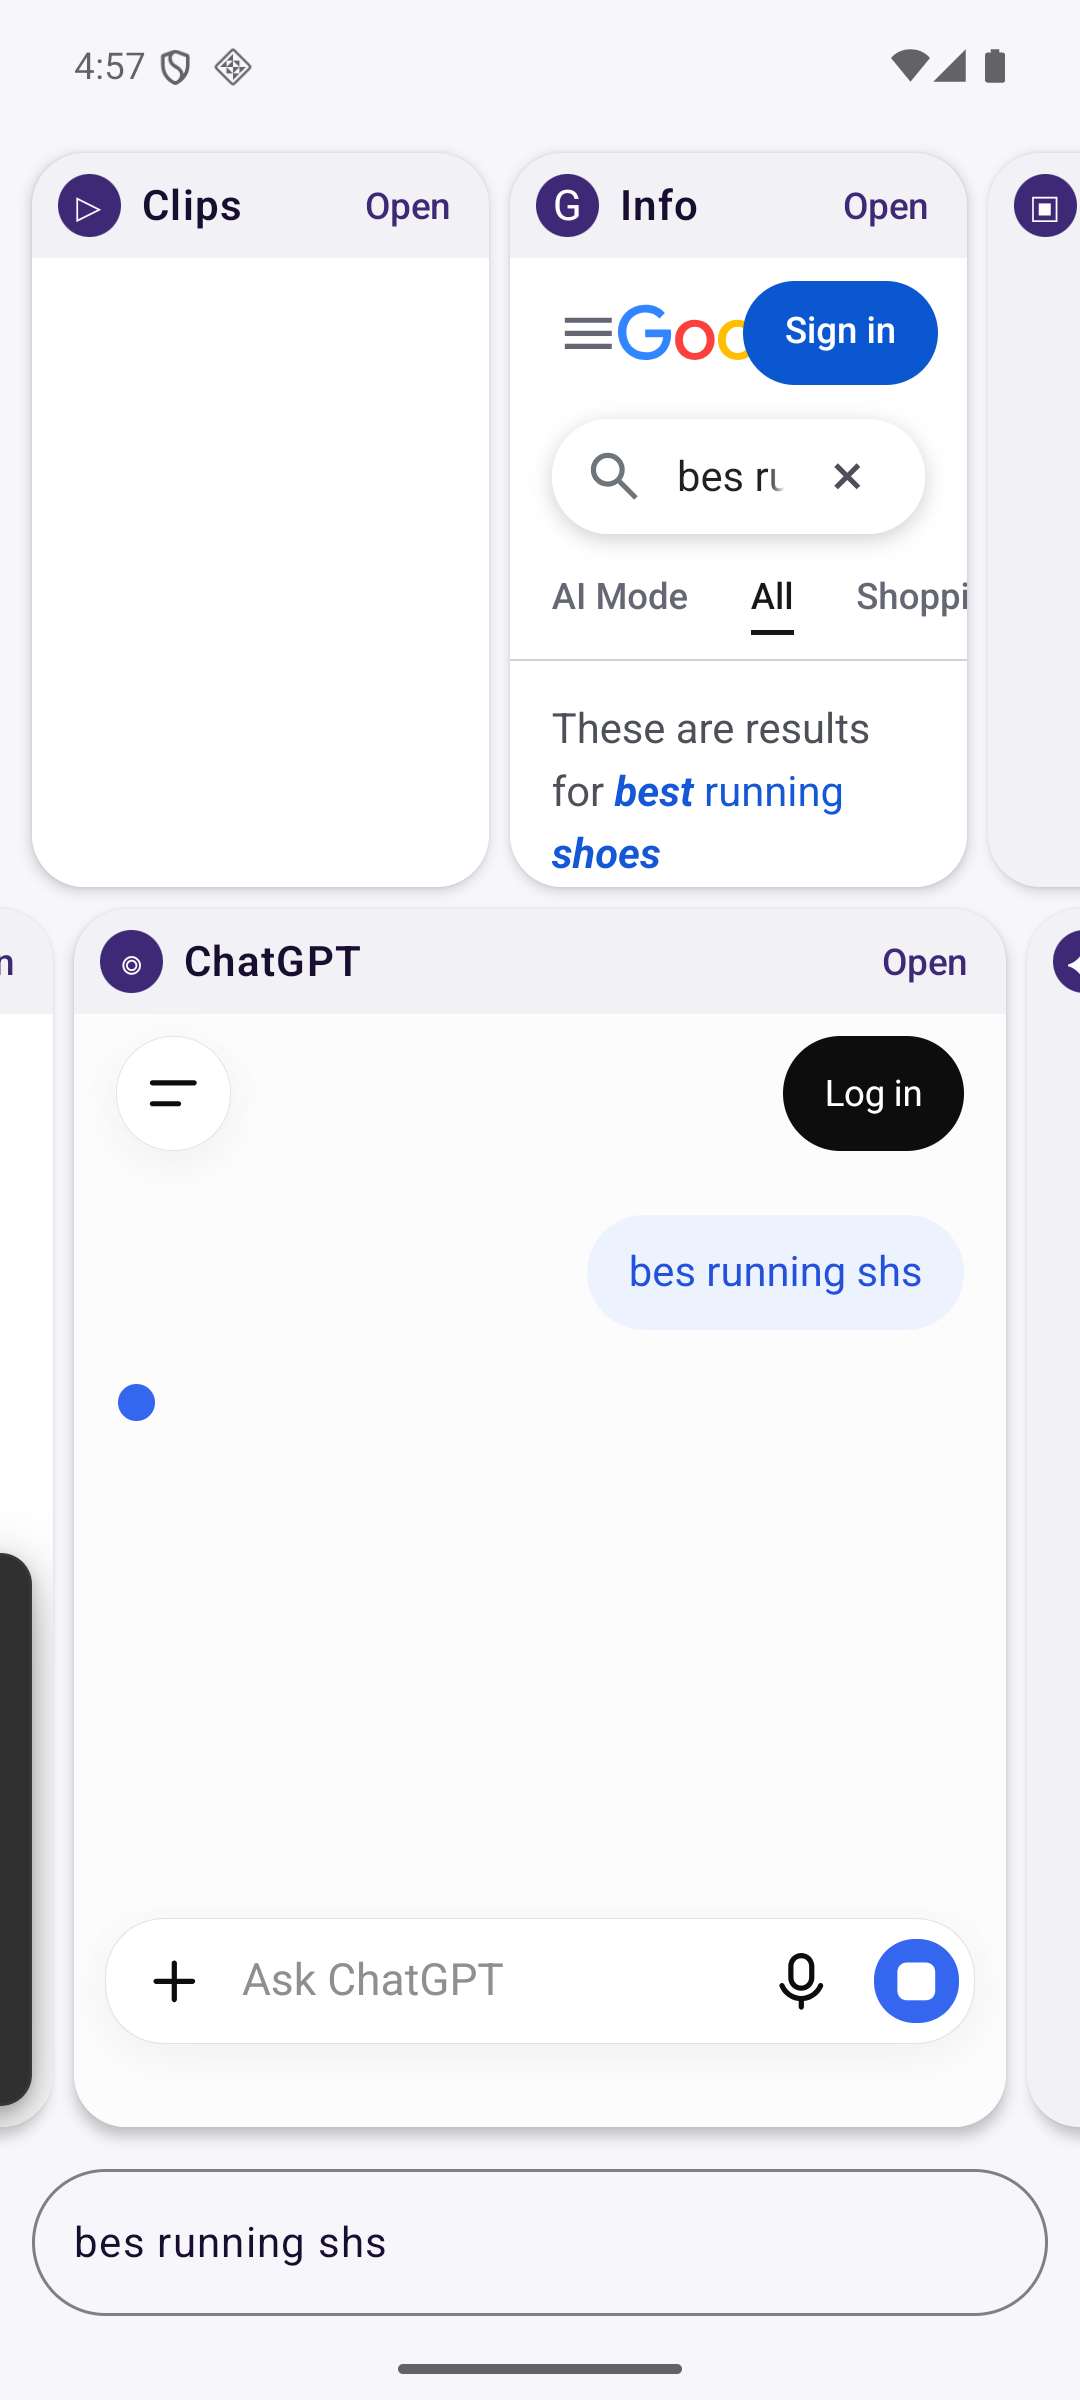 4:57
Clips
Open
G
Info
Open
Sign in
bes ru
AI Mode
All
Shoppi
These are results
for best running
shoes
n
ChatGPT
Open
Log in
bes running shs
Ask ChatGPT
bes running shs